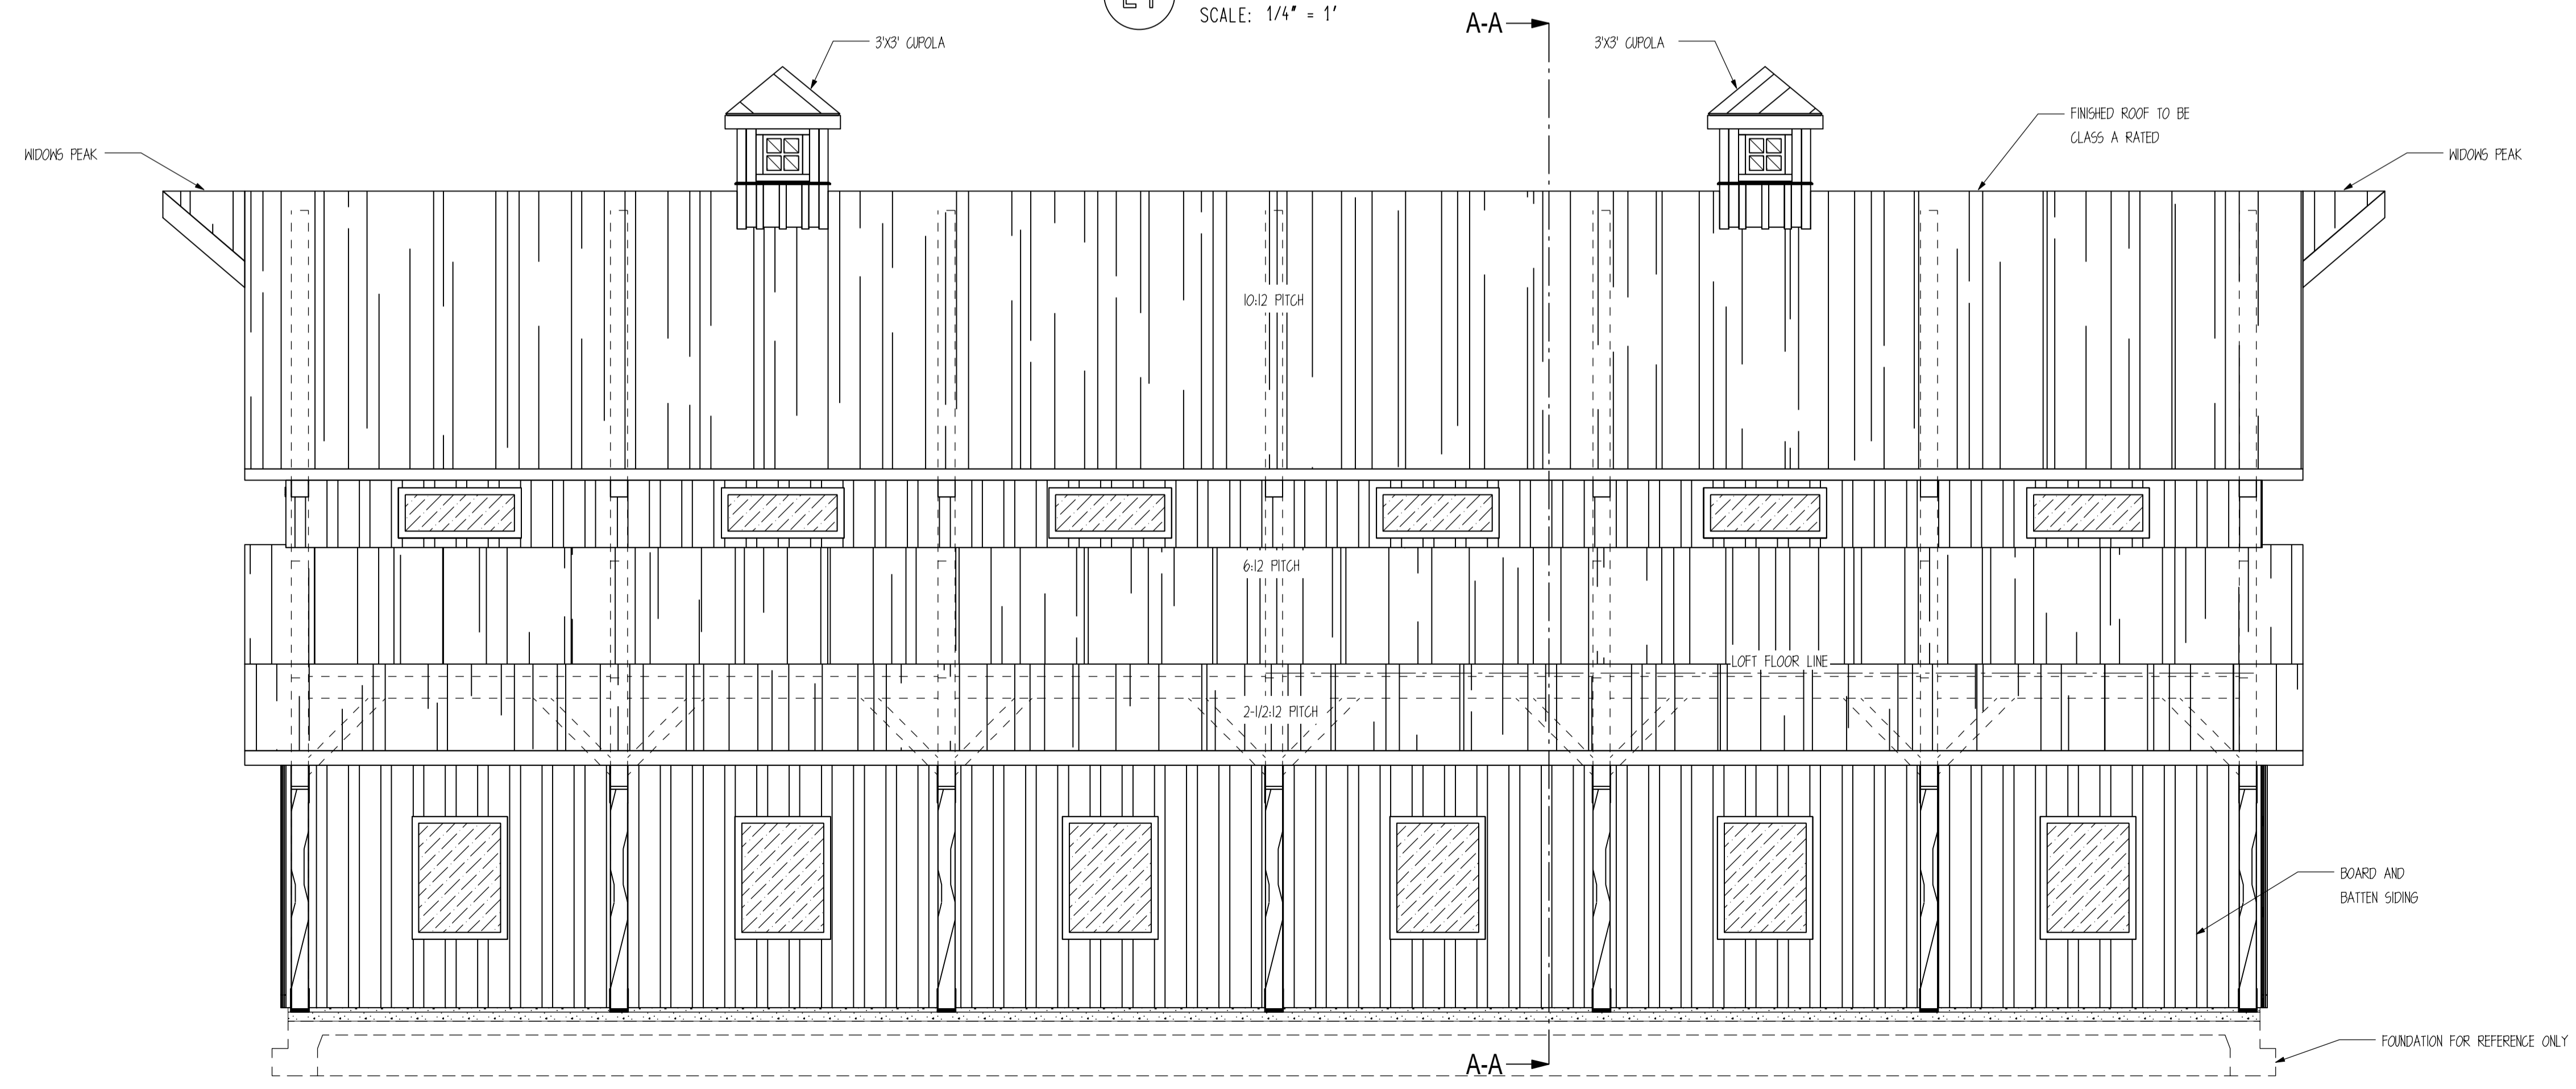 SCALE: 1/4" = 1'
A-A
3'X3' CUPOLA
3'X3' CUPOLA
FINISHED ROOF TO BE
CLASS A RATED
WIDOWS PEAK
WIDOWS PEAK
10:12 PITCH
6:12 PITCH
LOFT FLOOR LINE
2-1/2:12 PITCH
BOARD AND
BATTEN SIDING
FOUNDATION FOR REFERENCE ONLY
A-A